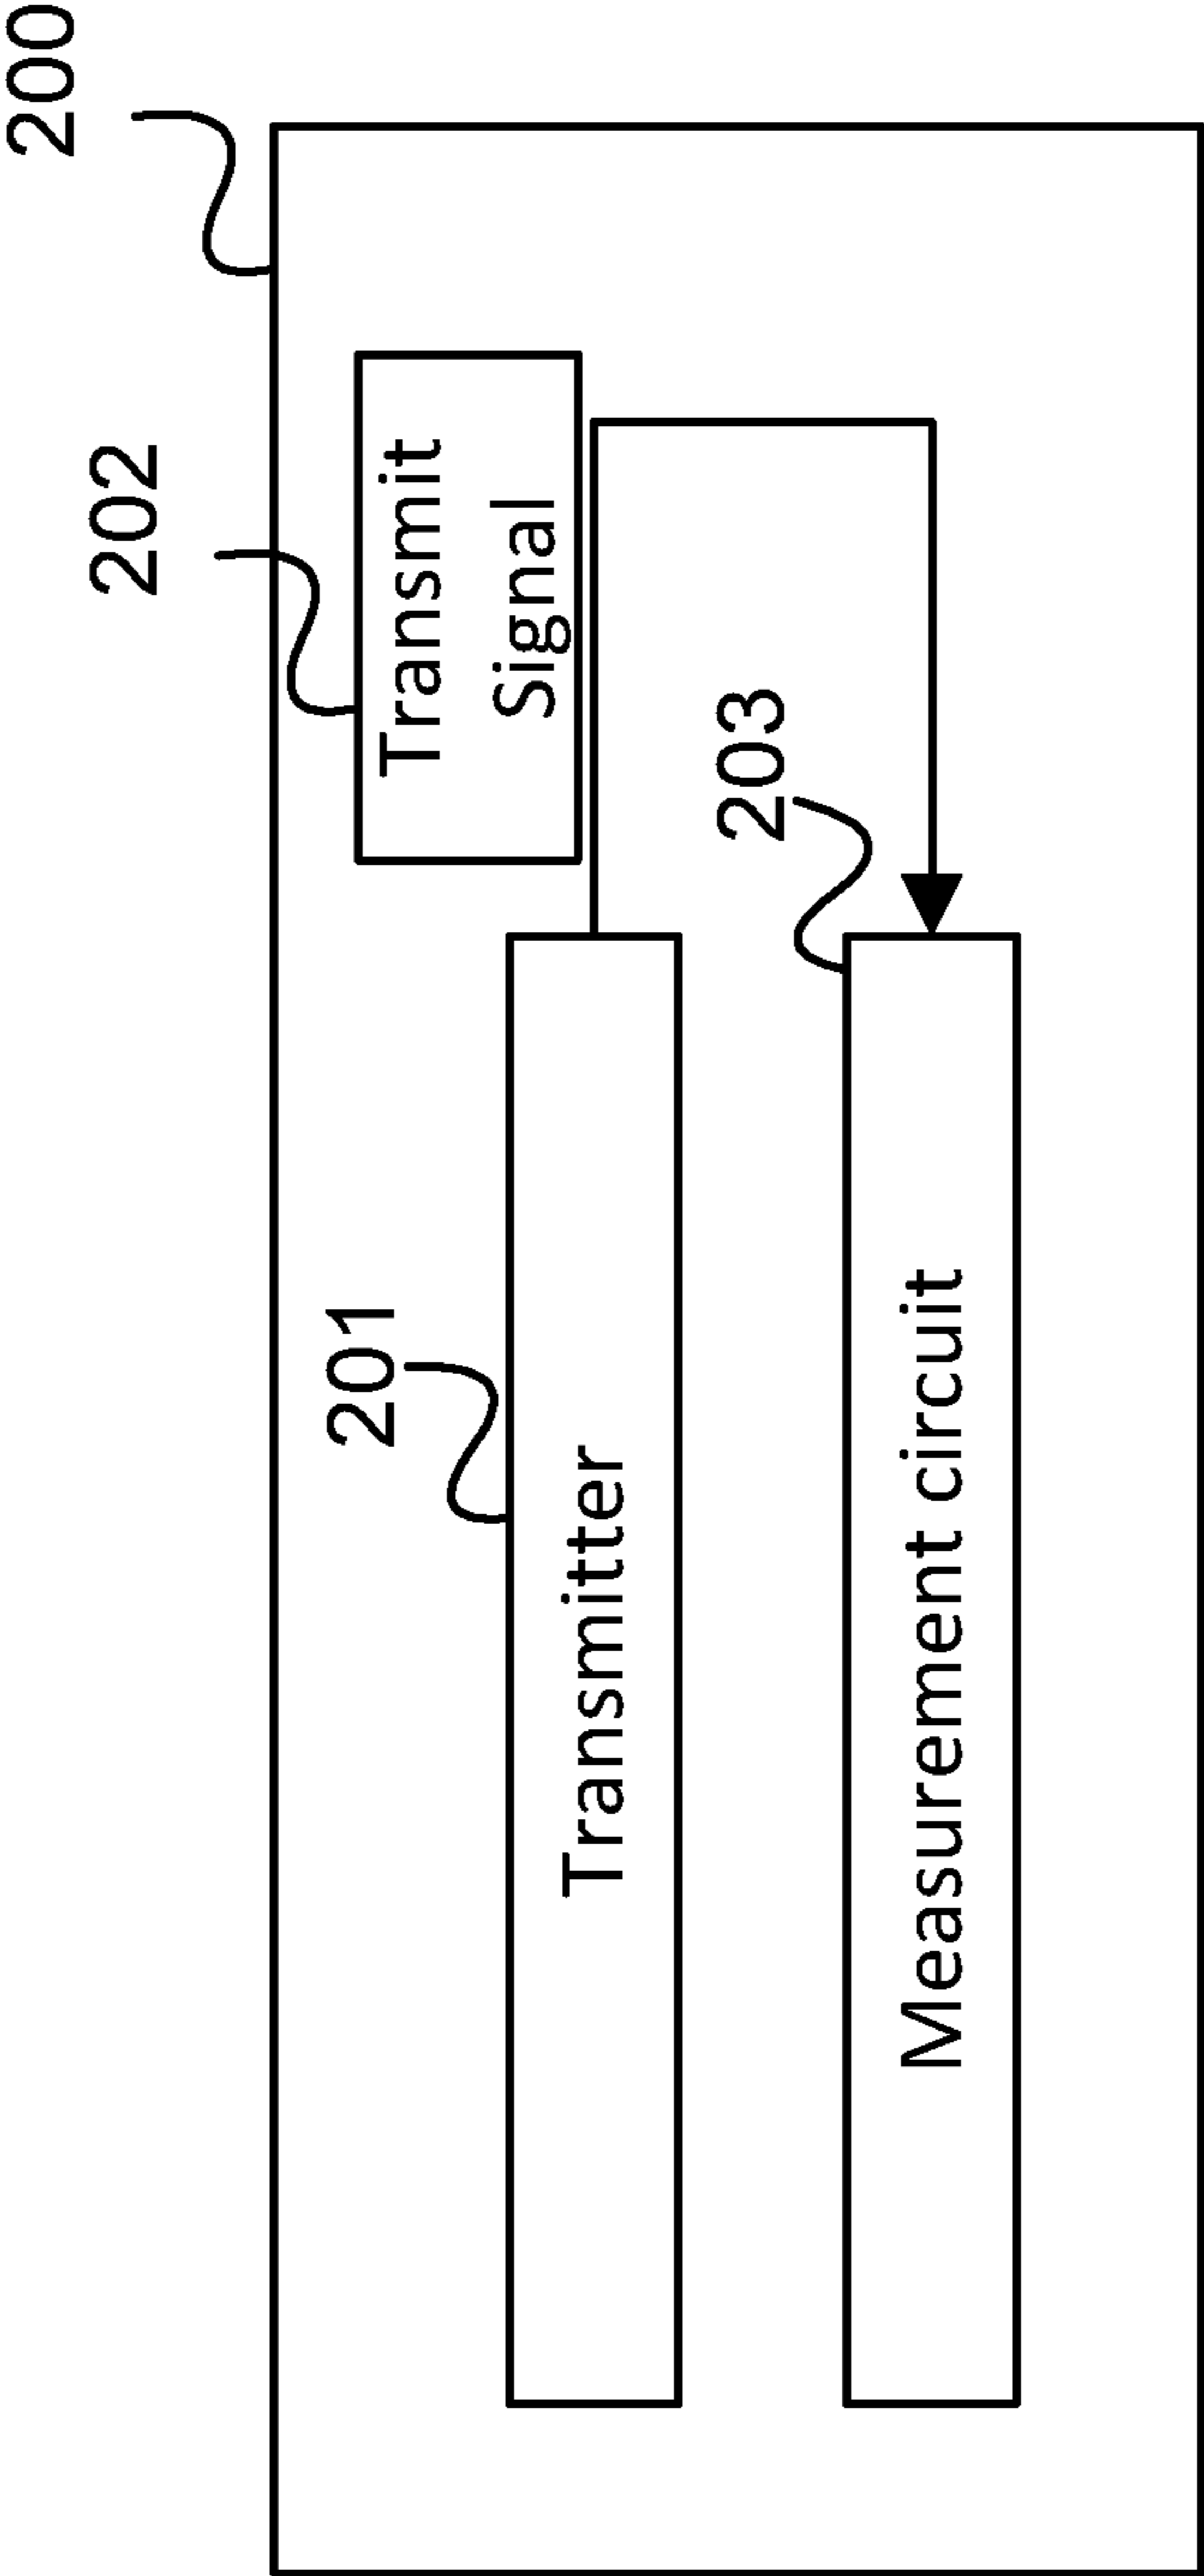 200
202
Transmit
Signal
201
Transmitter
203
Measurement circuit